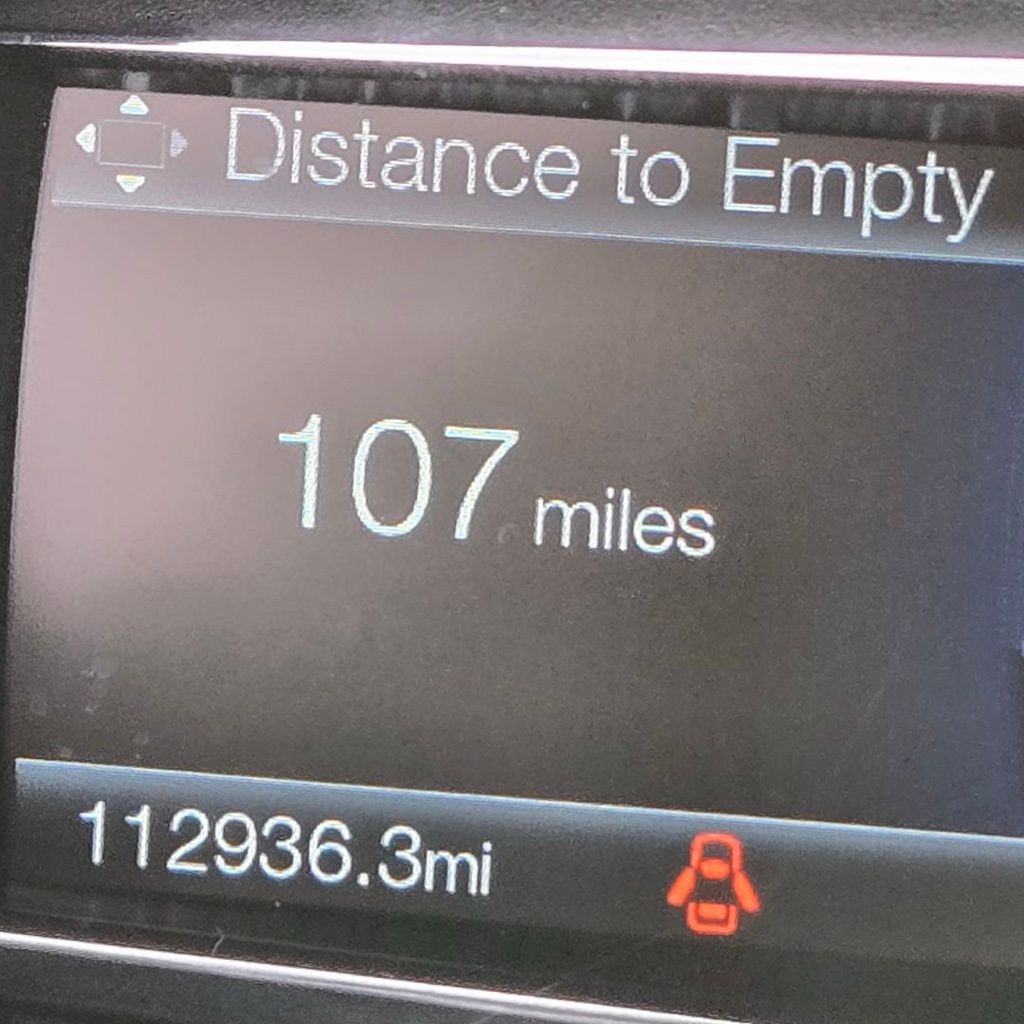 Distance to Empty
107 miles
112936.3mi